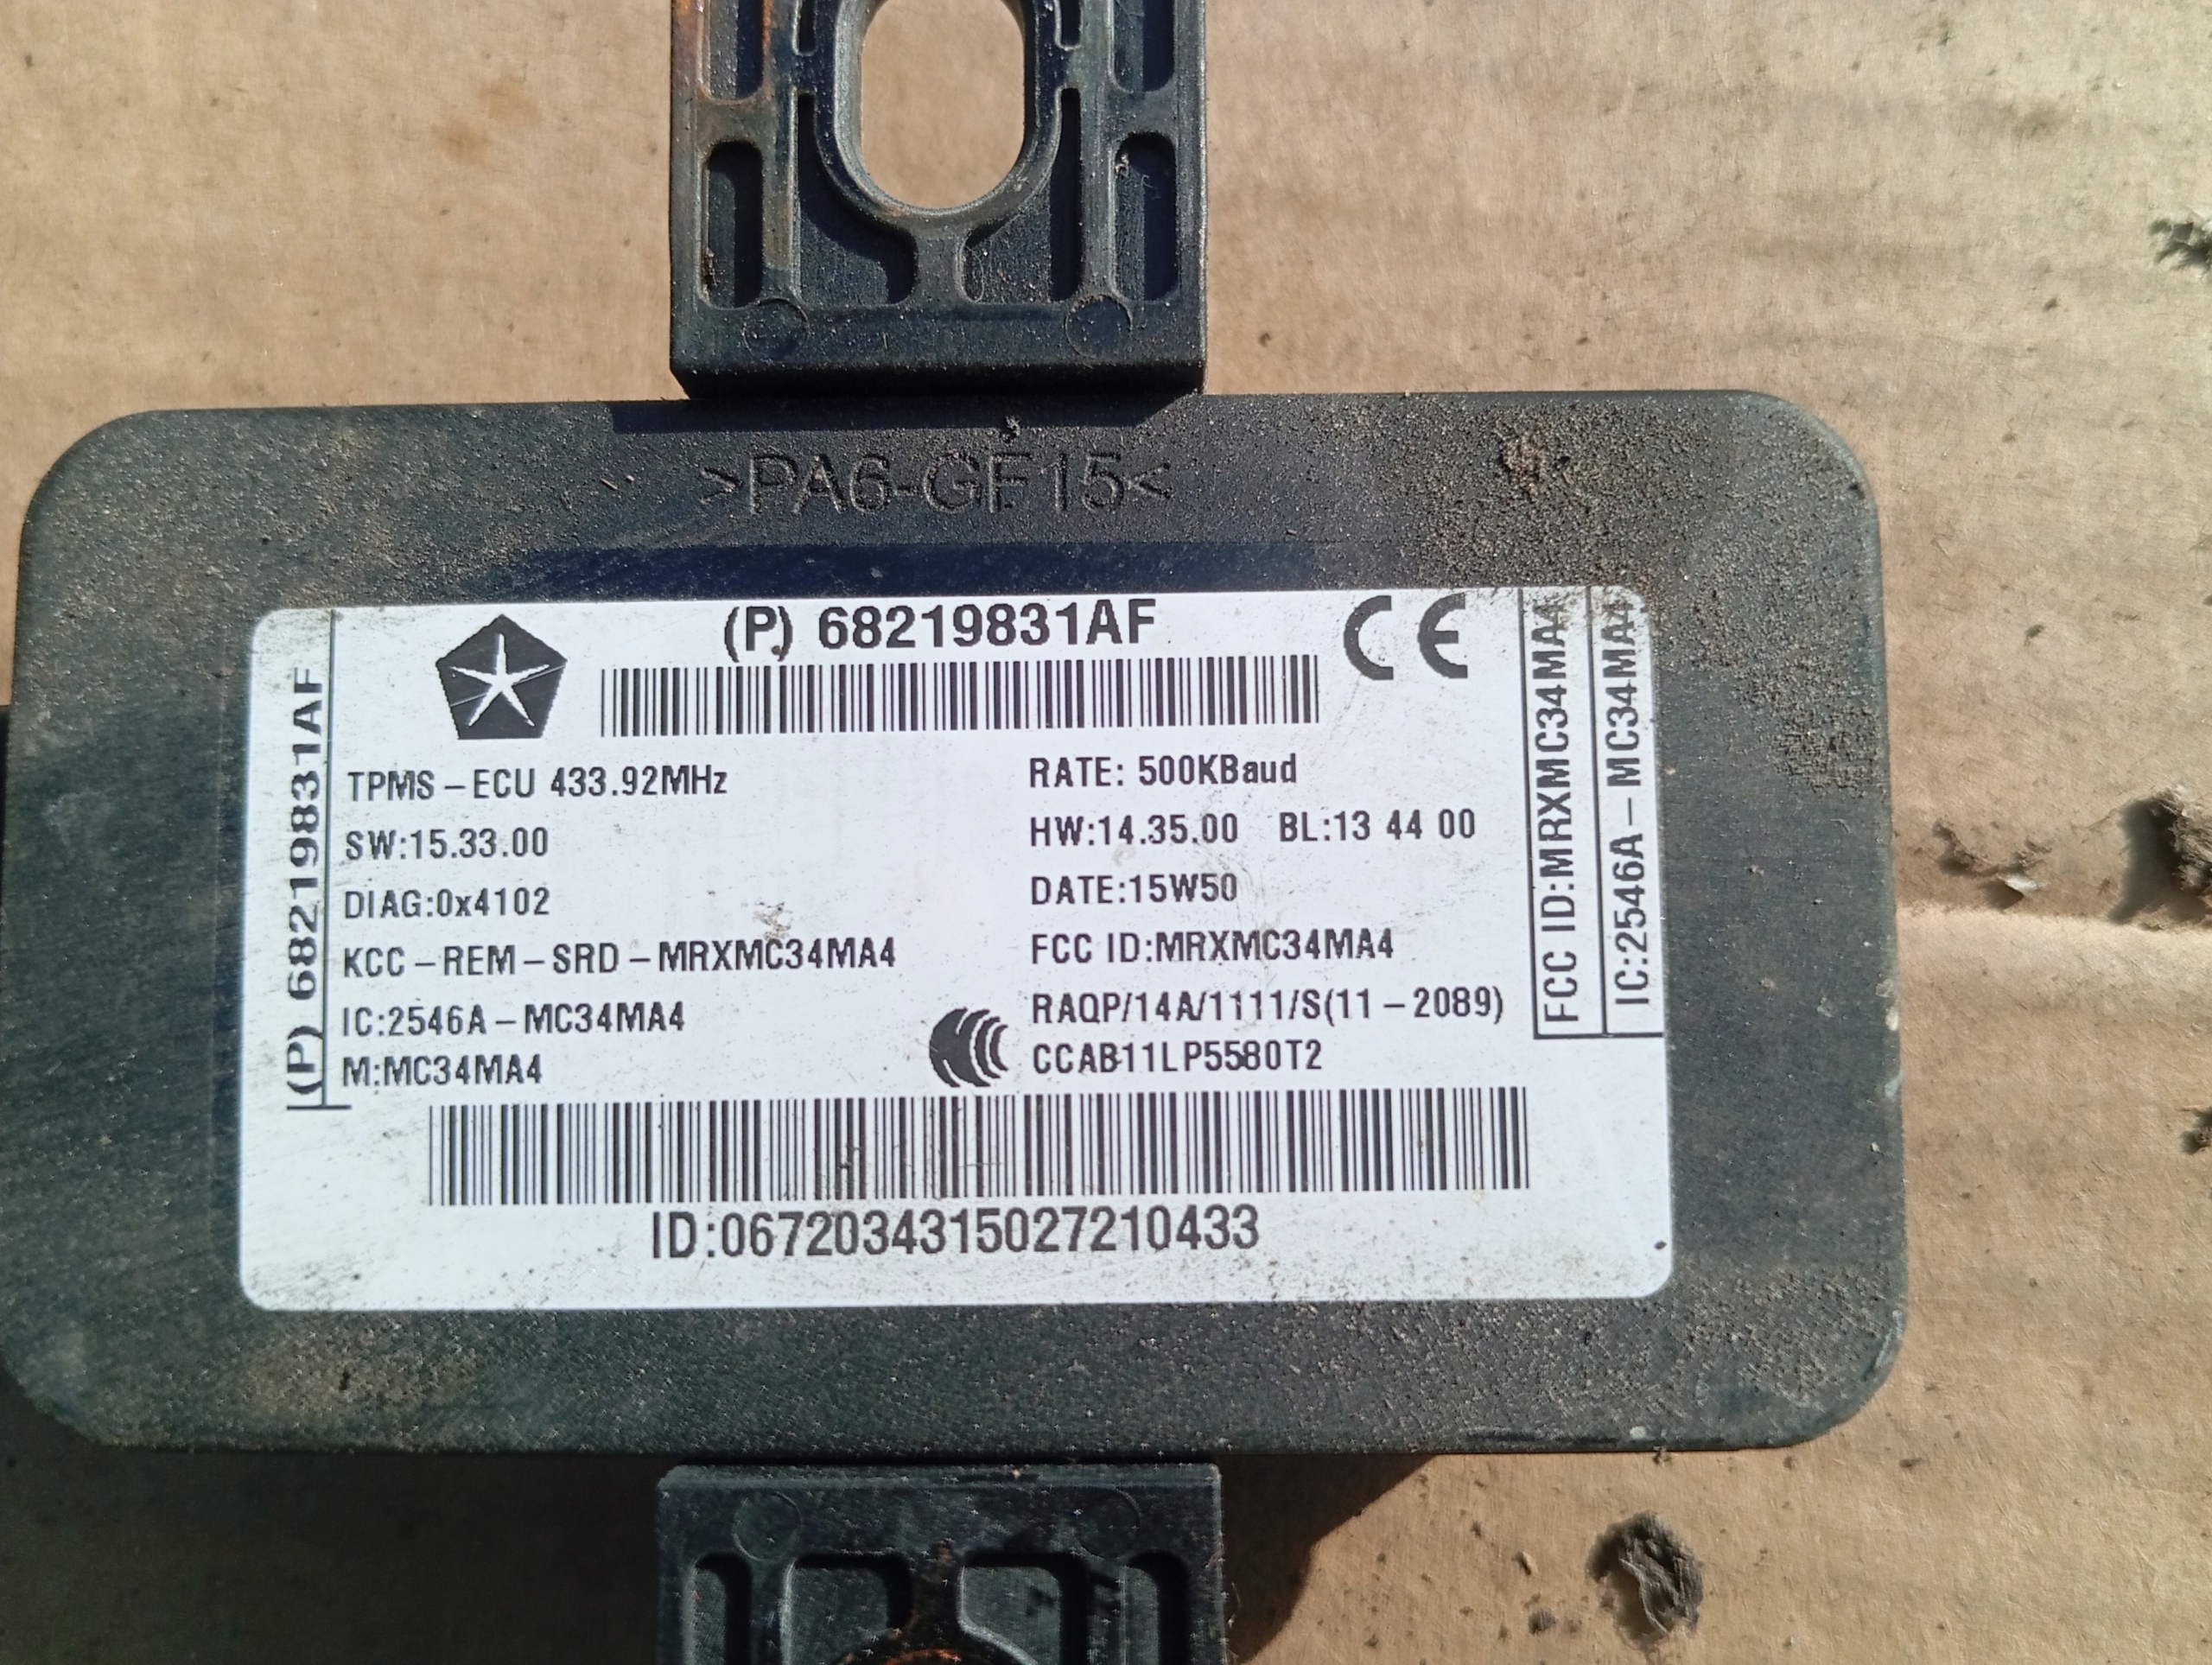 >PA6-GF15<
(P) 68219831AF
(P) 68219831AF
CE
TPMS-ECU 433.92MHz
RATE: 500KBaud
SW:15.33.00
HW:14.35.00 BL:13 44 00
DIAG:0x4102
DATE:15W50
KCC-REM-SRD-MRXMC34MA4
FCC ID:MRXMC34MA4
IC:2546A-MC34MA4
RAQP/14A/1111/S(11-2089)
M:MC34MA4
CCAB11LP5580T2
FCC ID:MRXMC34MA4
IC:2546A-MC34MA4
ID:0672034315027210433